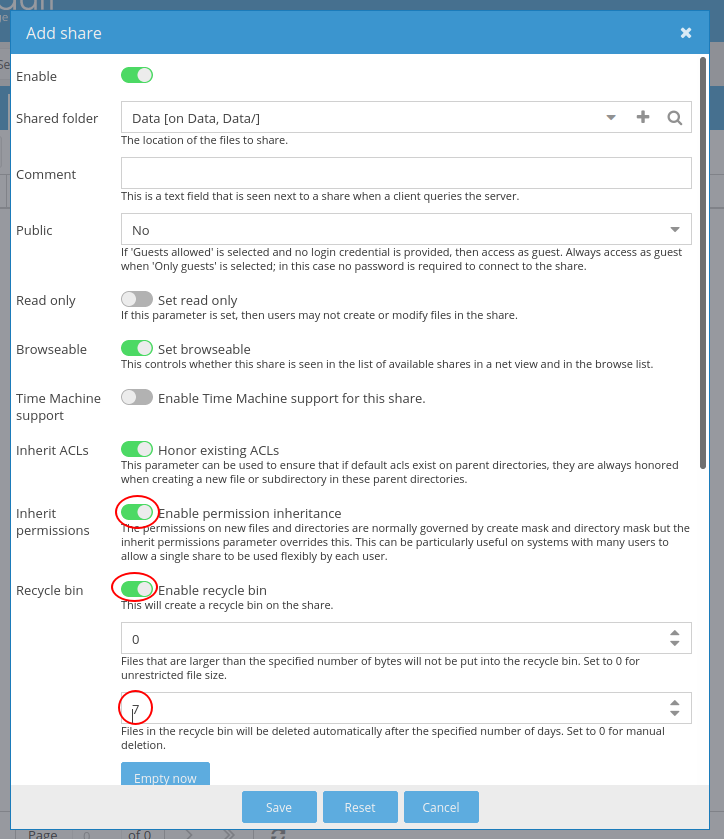 Add share
Enable
Shared folder
Data [on Data, Data/]
The location of the files to share.
Comment
This is a text field that is seen next to a share when a client queries the server.
Public
No
If 'Guests allowed' is selected and no login credential is provided, then access as guest. Always access as guest
when 'Only guests' is selected; in this case no password is required to connect to the share.
Read only
Set read only
If this parameter is set, then users may not create or modify files in the share.
Browseable
Set browseable
This controls whether this share is seen in the list of available shares in a net view and in the browse list.
Time Machine
support
Enable Time Machine support for this share.
Inherit ACLs
Honor existing ACLs
This parameter can be used to ensure that if default acls exist on parent directories, they are always honored
when creating a new file or subdirectory in these parent directories.
Inherit
permissions
Enable permission inheritance
The permissions on new files and directories are normally governed by create mask and directory mask but the
inherit permissions parameter overrides this. This can be particularly useful on systems with many users to
allow a single share to be used flexibly by each user.
Recycle bin
Enable recycle bin
This will create a recycle bin on the share.
0
Files that are larger than the specified number of bytes will not be put into the recycle bin. Set to 0 for
unrestricted file size.
7
Files in the recycle bin will be deleted automatically after the specified number of days. Set to 0 for manual
deletion.
Empty now
Save
Reset
Cancel
Page
0
of 0